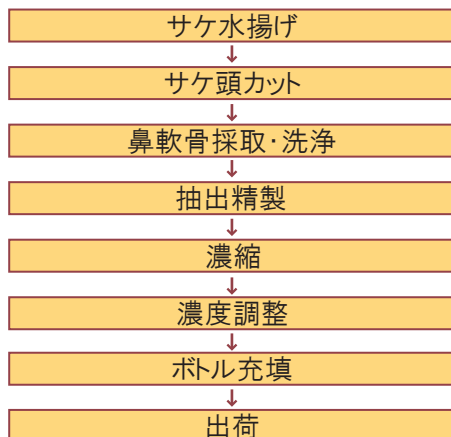 サケ水揚げ
サケ頭カット
鼻軟骨採取・洗浄
抽出精製
濃縮
濃度調整
ボトル充填
出荷